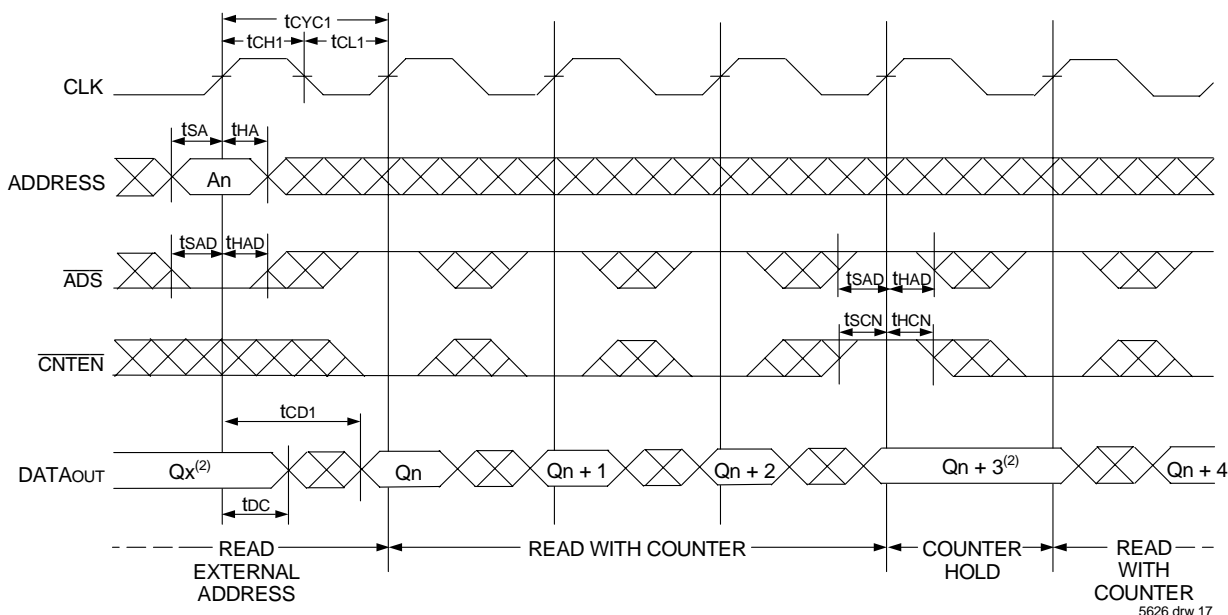 tCYC1
tCH1 tCL1
CLK
tSA tHA
ADDRESS An
tSAD tHAD
ADS
tSAD tHAD
tSCN tHCN
CNTEN
tCD1
DATAOUT Qx(2) Qn Qn + 1 Qn + 2 Qn + 3(2) Qn + 4
tDC
READ EXTERNAL ADDRESS
READ WITH COUNTER
COUNTER HOLD
READ WITH COUNTER
5626 drw 17